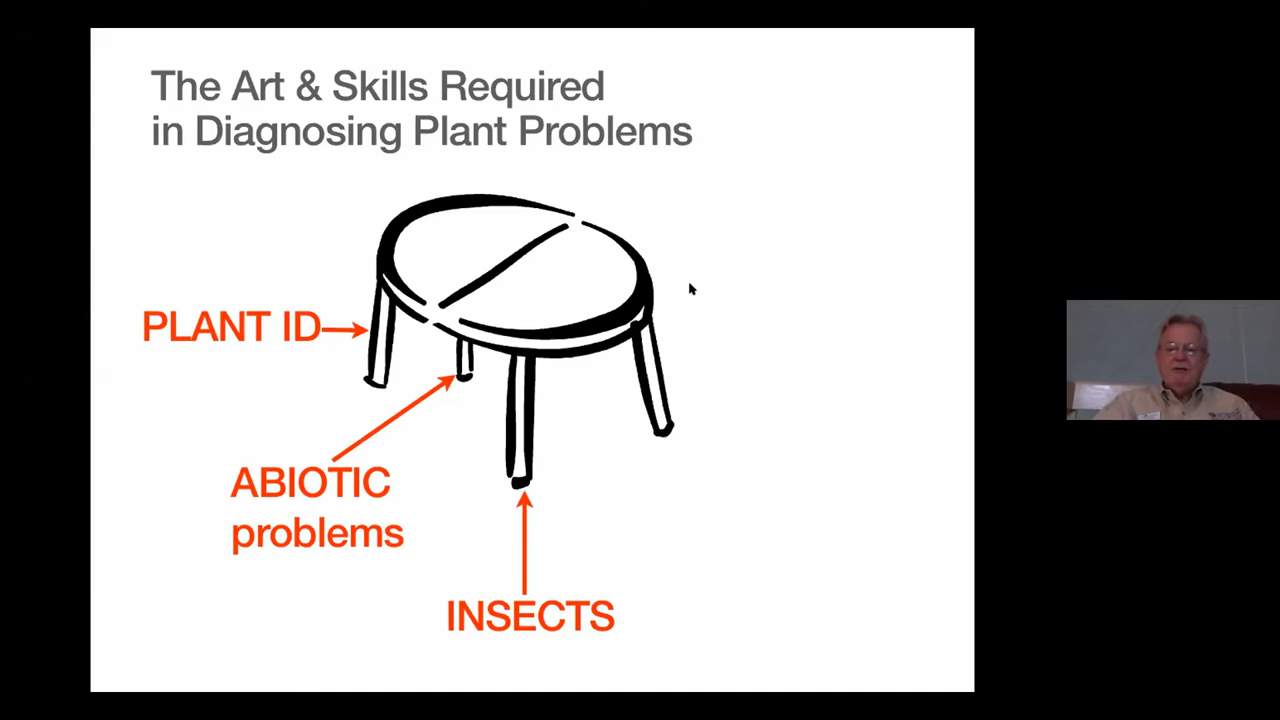 The Art & Skills Required
in Diagnosing Plant Problems
PLANT ID
ABIOTIC
problems
INSECTS